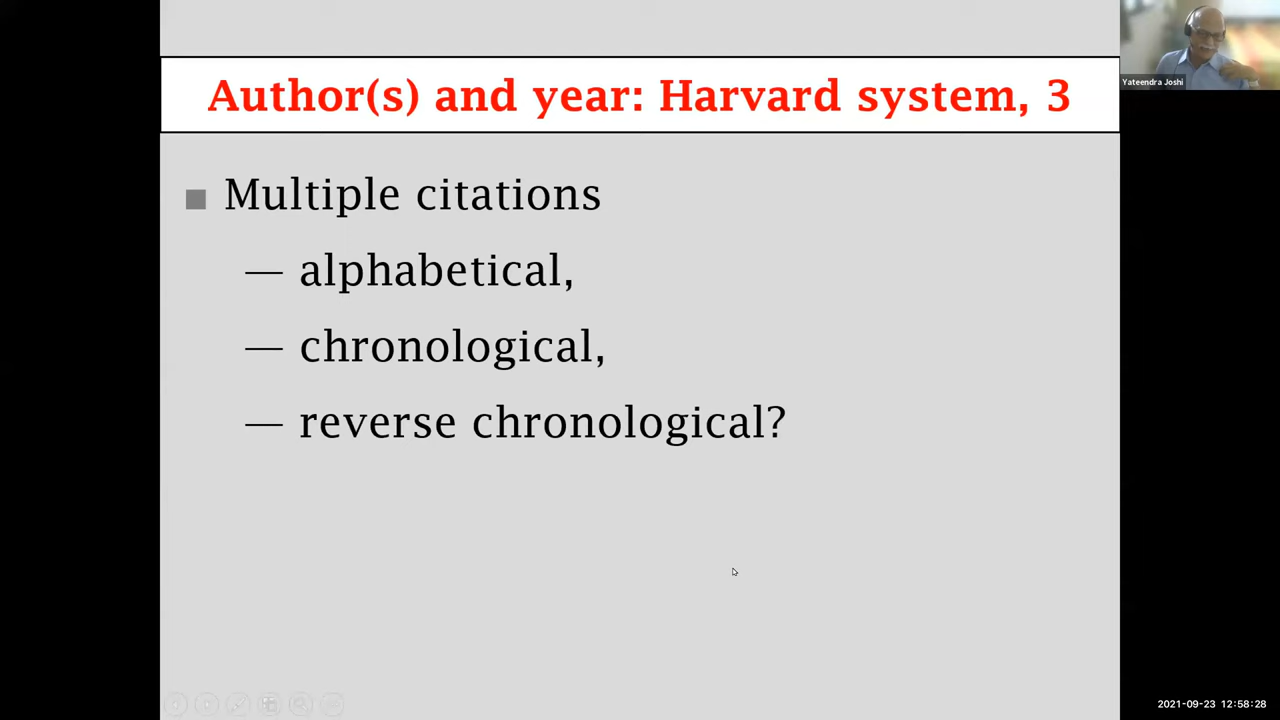 Author(s) and year: Harvard system, 3
Yateendra Joshi
■ Multiple citations
— alphabetical,
— chronological,
— reverse chronological?
2021-09-23 12:58:28